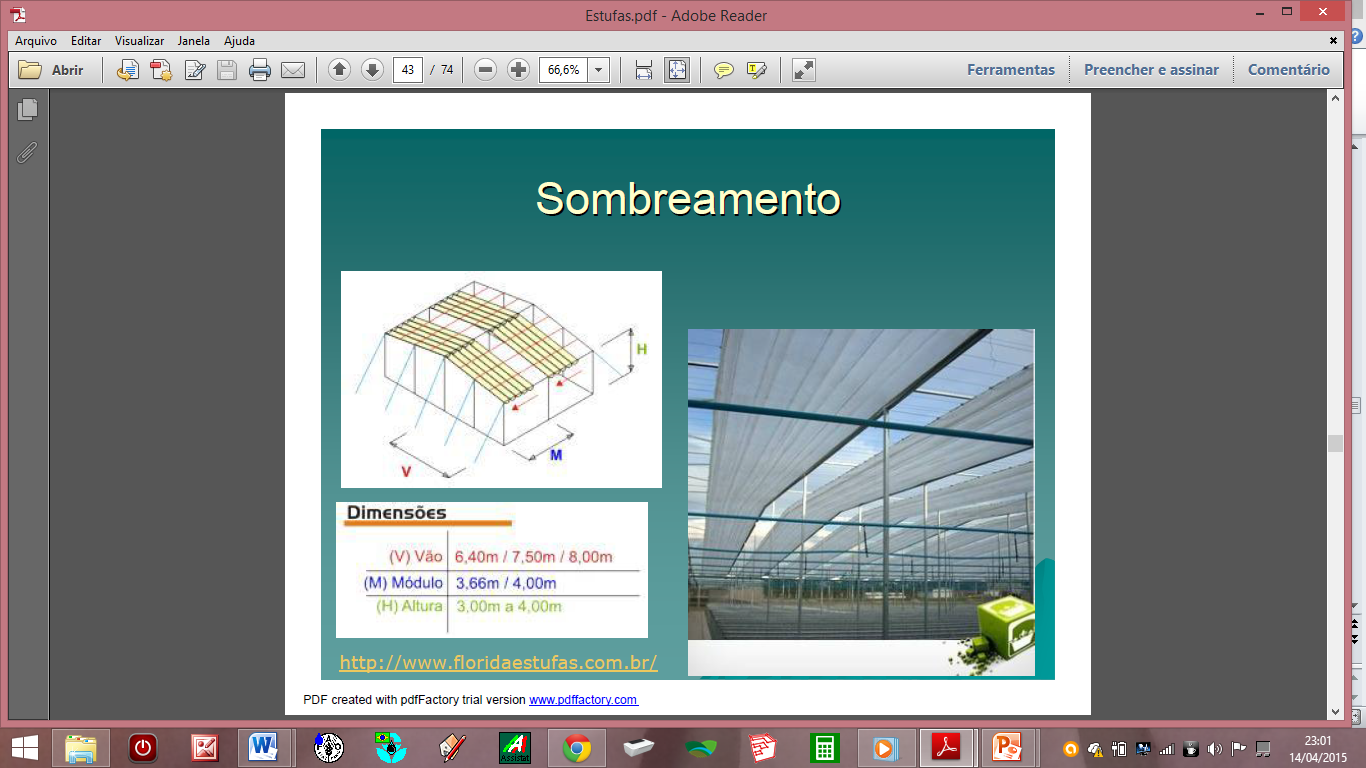 Estufas.pdf - Adobe Reader
Arquivo Editar Visualizar Janela Ajuda
Abrir 43 / 74 66,6% Ferramentas Preencher e assinar Comentário
Sombreamento
H
M
V
Dimensões
(V) Vão 6,40m / 7,50m / 8,00m
(M) Módulo 3,66m / 4,00m
(H) Altura 3,00m a 4,00m
http://www.floridaestufas.com.br/
PDF created with pdfFactory trial version www.pdffactory.com
Assistat
23:01
14/04/2015